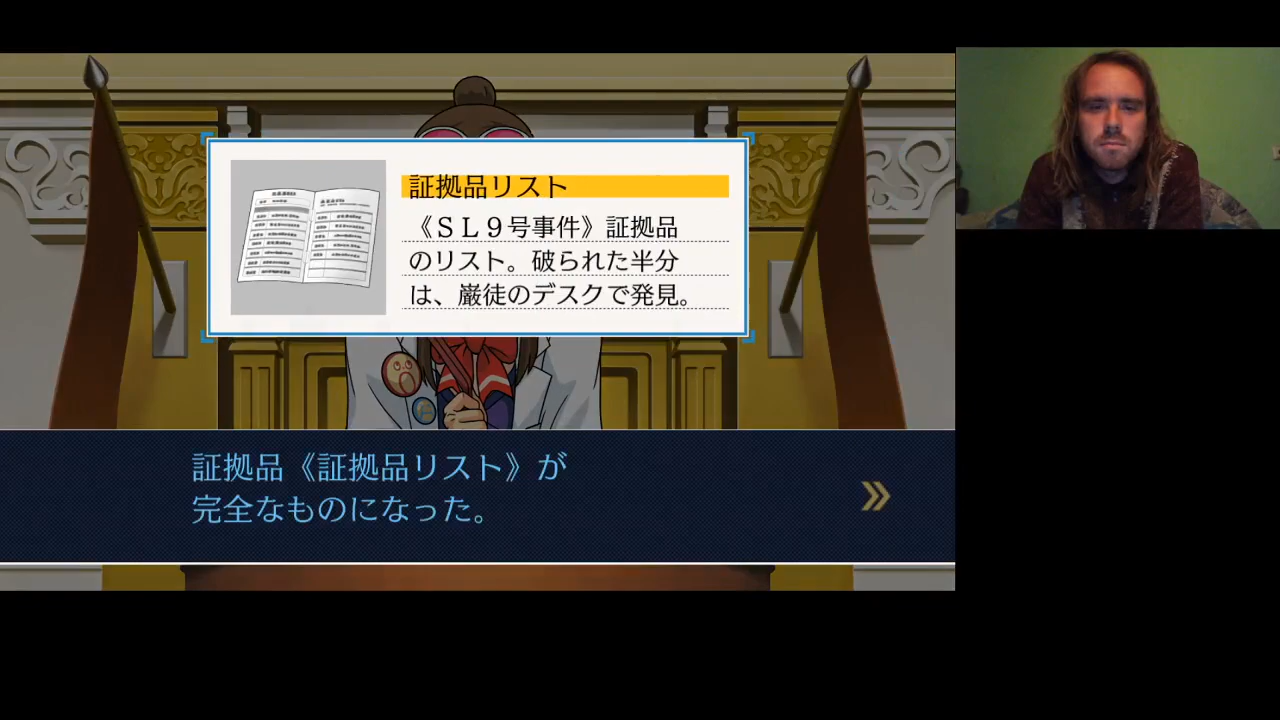 証拠品リスト
《ＳＬ９号事件》証拠品
のリスト。破られた半分
は、巌徒のデスクで発見。
証拠品《証拠品リスト》が
完全なものになった。